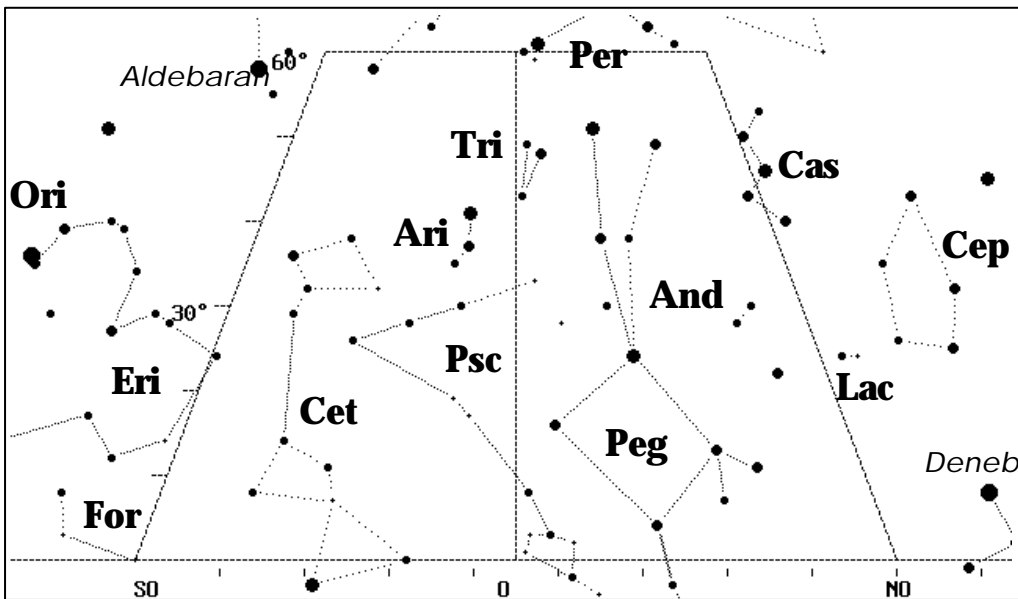 Per
Aldebaran
60°
Tri
Cas
Ori
Ari
Cep
And
30°
Psc
Eri
Lac
Cet
Peg
Deneb
For
SO
O
NO